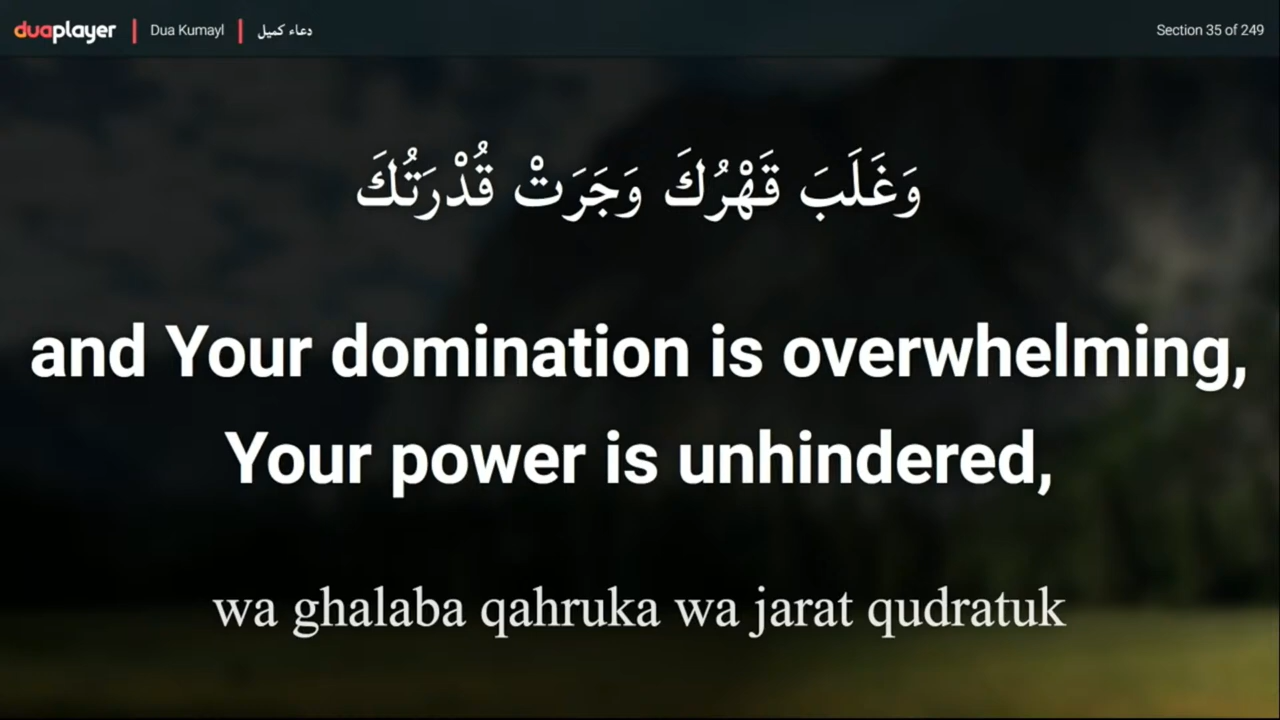 duaplayer | Dua Kumayl | دعاء كميل
Section 35 of 249
وَغَلَبَ قَهْرُكَ وَجَرَتْ قُدْرَتُكَ
and Your domination is overwhelming,
Your power is unhindered,
wa ghalaba qahruka wa jarat qudratuk